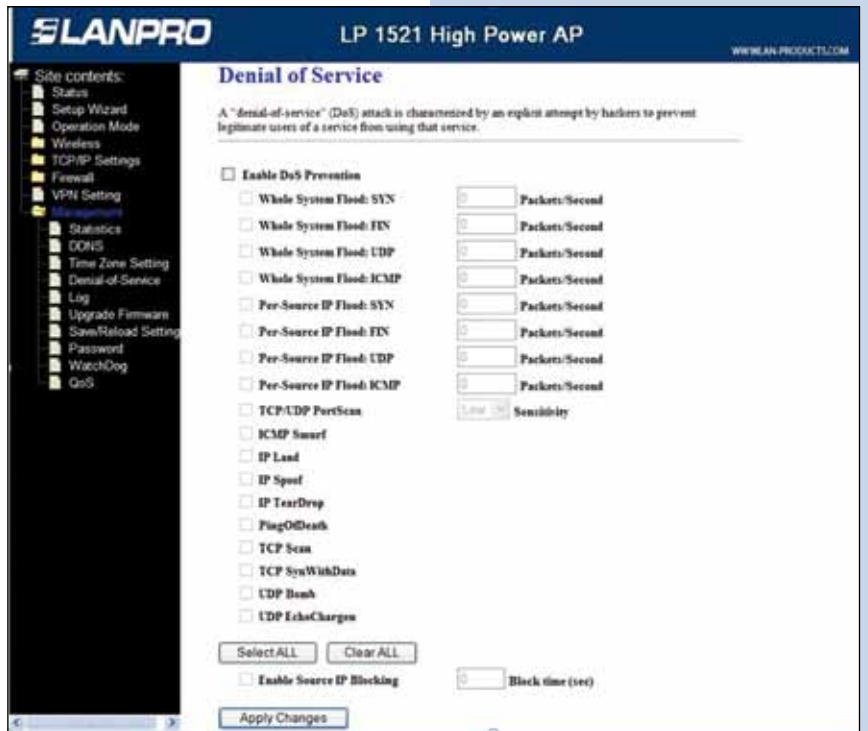 SLANPRO
LP 1521 High Power AP
WWW.LAN-PRODUCTS.COM
Site contents:
Status
Setup Wizard
Operation Mode
Wireless
TCP/IP Settings
Firewall
VPN Setting
Management
Statistics
DDNS
Time Zone Setting
Denial-of-Service
Log
Upgrade Firmware
Save/Reload Setting
Password
WatchDog
QoS
Denial of Service
A "denial-of-service" (DoS) attack is characterized by an explicit attempt by hackers to prevent
legitimate users of a service from using that service.
Enable DoS Prevention
Whole System Flood: SYN 0 Packets/Second
Whole System Flood: FIN 0 Packets/Second
Whole System Flood: UDP 0 Packets/Second
Whole System Flood: ICMP 0 Packets/Second
Per-Source IP Flood: SYN 0 Packets/Second
Per-Source IP Flood: FIN 0 Packets/Second
Per-Source IP Flood: UDP 0 Packets/Second
Per-Source IP Flood: ICMP 0 Packets/Second
TCP/UDP PortScan Low Sensitivity
ICMP Smurf
IP Land
IP Spoof
IP TearDrop
PingOfDeath
TCP Scan
TCP SynWithData
UDP Bomb
UDP EchoChargen
Select ALL Clear ALL
Enable Source IP Blocking 0 Block time (sec)
Apply Changes